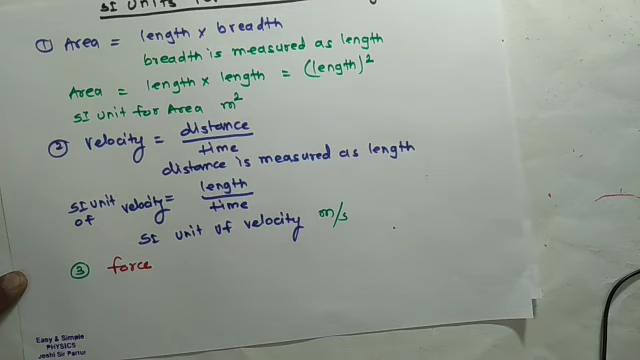 SI Units
① Area = length x breadth
breadth is measured as length
Area = length x length = (length)²
SI unit for Area m²
② Velocity = distance / time
distance is measured as length
SI unit of velocity = length / time
SI unit of velocity m/s
③ force
Easy & Simple
PHYSICS
Joshi Sir Partur